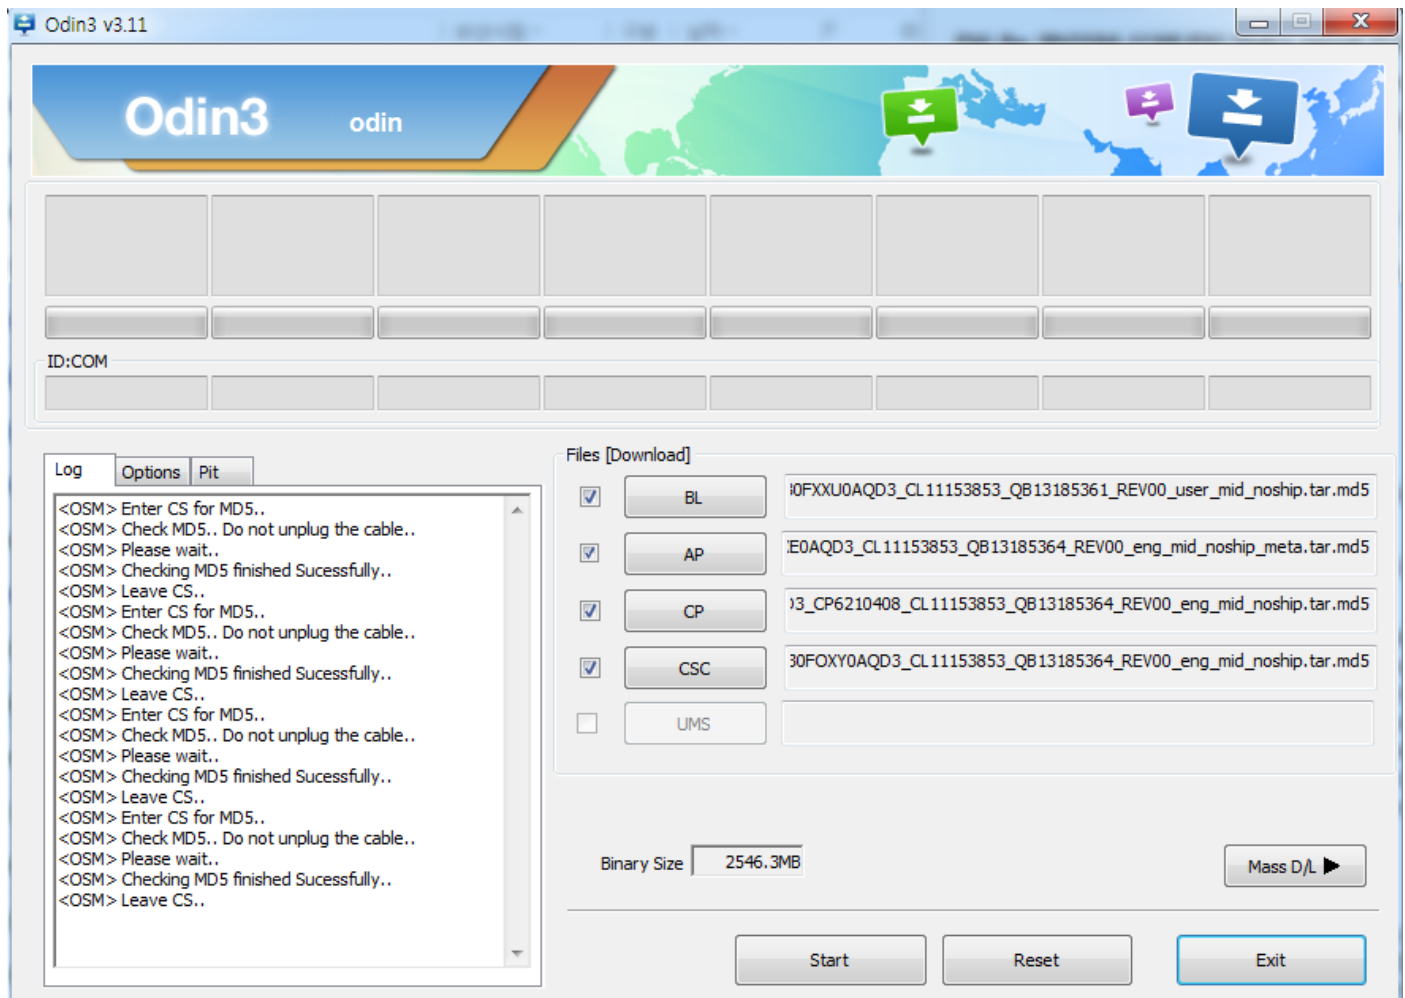 Odin3 v3.11
Odin3 odin
ID:COM
Log Options Pit
<OSM> Enter CS for MD5..
<OSM> Check MD5.. Do not unplug the cable..
<OSM> Please wait..
<OSM> Checking MD5 finished Sucessfully..
<OSM> Leave CS..
<OSM> Enter CS for MD5..
<OSM> Check MD5.. Do not unplug the cable..
<OSM> Please wait..
<OSM> Checking MD5 finished Sucessfully..
<OSM> Leave CS..
<OSM> Enter CS for MD5..
<OSM> Check MD5.. Do not unplug the cable..
<OSM> Please wait..
<OSM> Checking MD5 finished Sucessfully..
<OSM> Leave CS..
<OSM> Enter CS for MD5..
<OSM> Check MD5.. Do not unplug the cable..
<OSM> Please wait..
<OSM> Checking MD5 finished Sucessfully..
<OSM> Leave CS..
Files [Download]
BL 0FXXU0AQD3_CL11153853_QB13185361_REV00_user_mid_noship.tar.md5
AP E0AQD3_CL11153853_QB13185364_REV00_eng_mid_noship_meta.tar.md5
CP 3_CP6210408_CL11153853_QB13185364_REV00_eng_mid_noship.tar.md5
CSC 30FOXY0AQD3_CL11153853_QB13185364_REV00_eng_mid_noship.tar.md5
UMS
Binary Size 2546.3MB
Mass D/L ▶
Start Reset Exit